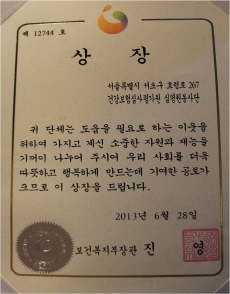 제 12744 호
상 장
서울특별시 서초구 효령로 267
건강보험심사평가원 심평원봉사단
귀 단체는 도움을 필요로 하는 이웃을
위하여 가지고 계신 소중한 자원과 재능을
기꺼이 나누어 주시어 우리 사회를 더욱
따뜻하고 행복하게 만드는데 기여한 공로가
크므로 이 상장을 드립니다.
2013년 6월 28일
보건복지부장관 진 영